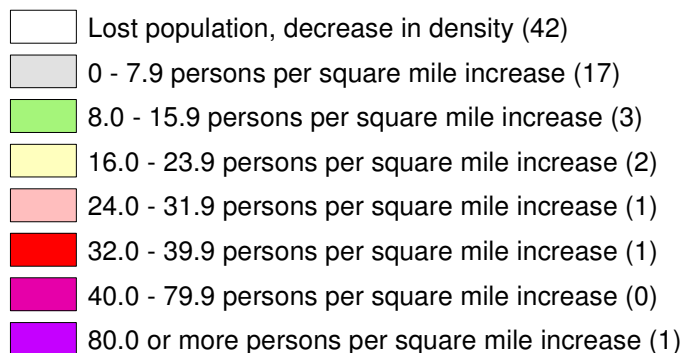 Lost population, decrease in density (42)
0 - 7.9 persons per square mile increase (17)
8.0 - 15.9 persons per square mile increase (3)
16.0 - 23.9 persons per square mile increase (2)
24.0 - 31.9 persons per square mile increase (1)
32.0 - 39.9 persons per square mile increase (1)
40.0 - 79.9 persons per square mile increase (0)
80.0 or more persons per square mile increase (1)